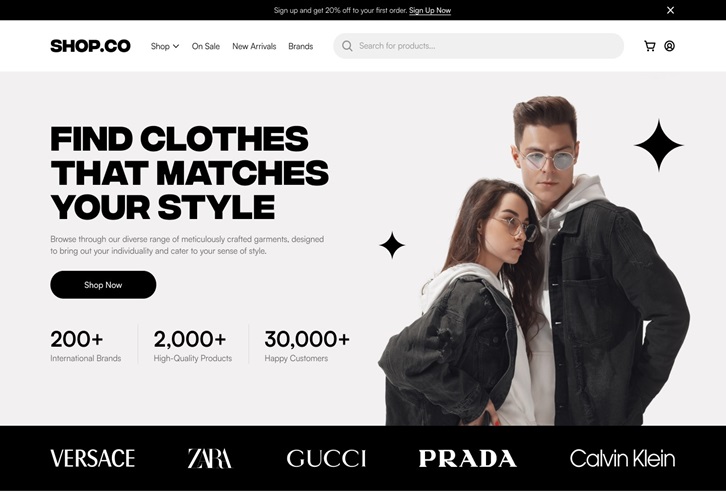 Sign up and get 20% off to your first order. Sign Up Now
SHOP.CO
Shop
On Sale
New Arrivals
Brands
Search for products...
FIND CLOTHES
THAT MATCHES
YOUR STYLE
Browse through our diverse range of meticulously crafted garments, designed
to bring out your individuality and cater to your sense of style.
Shop Now
200+
International Brands
2,000+
High-Quality Products
30,000+
Happy Customers
VERSACE
ZARA
GUCCI
PRADA
Calvin Klein